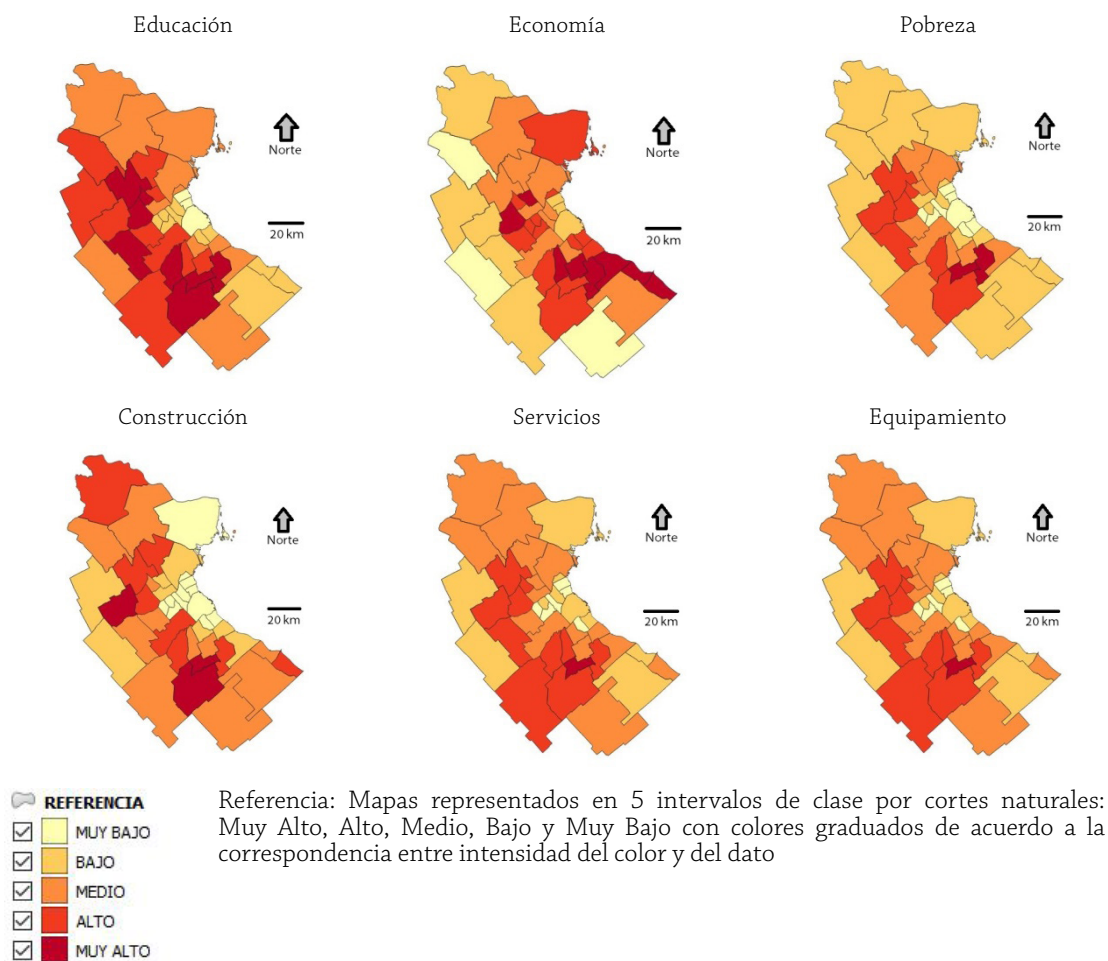 Educación
Economía
Pobreza
Norte
20 km
Norte
20 km
Norte
20 km
Construcción
Servicios
Equipamiento
Norte
20 km
Norte
20 km
Norte
20 km
REFERENCIA
MUY BAJO
BAJO
MEDIO
ALTO
MUY ALTO
Referencia: Mapas representados en 5 intervalos de clase por cortes naturales:
Muy Alto, Alto, Medio, Bajo y Muy Bajo con colores graduados de acuerdo a la
correspondencia entre intensidad del color y del dato